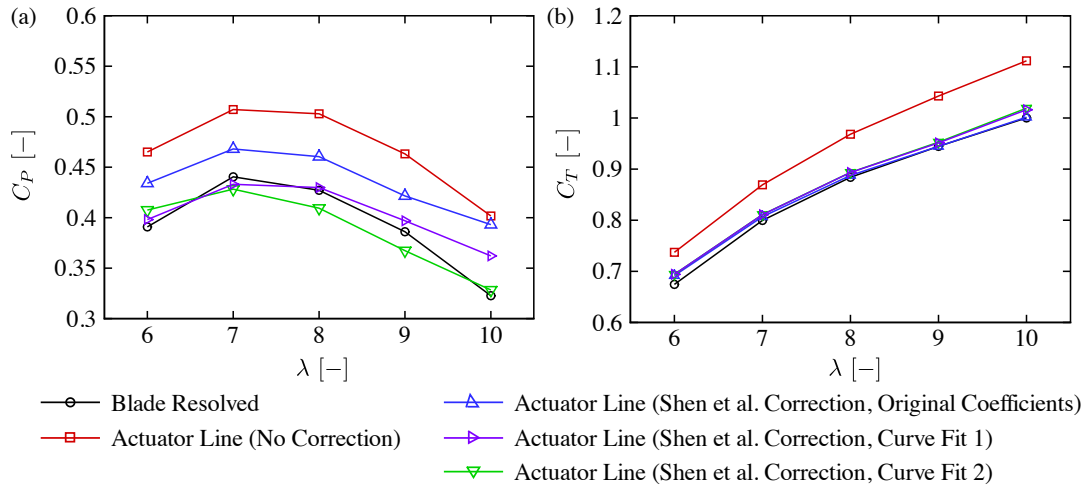 (a)
0.6
0.55
0.5
0.45
0.4
0.35
0.3
C_P [−]
6 7 8 9 10
λ [−]
(b)
1.2
1.1
1
0.9
0.8
0.7
0.6
C_T [−]
6 7 8 9 10
λ [−]
Blade Resolved
Actuator Line (No Correction)
Actuator Line (Shen et al. Correction, Original Coefficients)
Actuator Line (Shen et al. Correction, Curve Fit 1)
Actuator Line (Shen et al. Correction, Curve Fit 2)